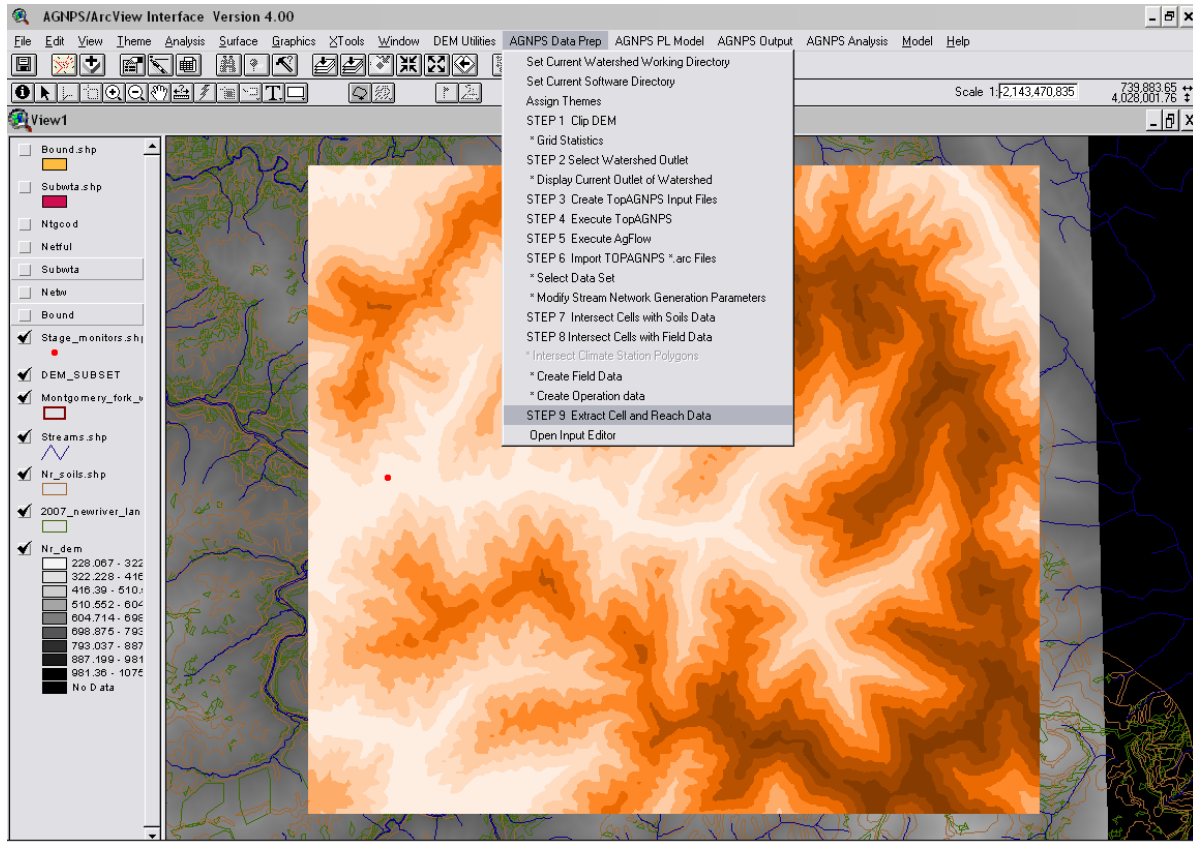 AGNPS/ArcView Interface Version 4.00
File Edit View Theme Analysis Surface Graphics XTools Window DEM Utilities AGNPS Data Prep AGNPS PL Model AGNPS Output AGNPS Analysis Model Help
Scale 1: -2,143,470,835
739,883.65
4,028,001.76
View1
Set Current Watershed Working Directory
Set Current Software Directory
Assign Themes
STEP 1 Clip DEM
* Grid Statistics
STEP 2 Select Watershed Outlet
* Display Current Outlet of Watershed
STEP 3 Create TopAGNPS Input Files
STEP 4 Execute TopAGNPS
STEP 5 Execute AgFlow
STEP 6 Import TOPAGNPS *.arc Files
* Select Data Set
* Modify Stream Network Generation Parameters
STEP 7 Intersect Cells with Soils Data
STEP 8 Intersect Cells with Field Data
* Intersect Climate Station Polygons
* Create Field Data
* Create Operation data
STEP 9 Extract Cell and Reach Data
Open Input Editor
Bound.shp
Subwta.shp
Ntgcod
Netful
Subwta
Netw
Bound
Stage_monitors.sh
DEM_SUBSET
Montgomery_fork_
Streams.shp
Nr_soils.shp
2007_newriver_lan
Nr_dem
228.067 - 322
322.228 - 416
416.39 - 510.
510.552 - 604
604.714 - 698
698.875 - 793
793.037 - 887
887.199 - 981
981.36 - 1075
No Data